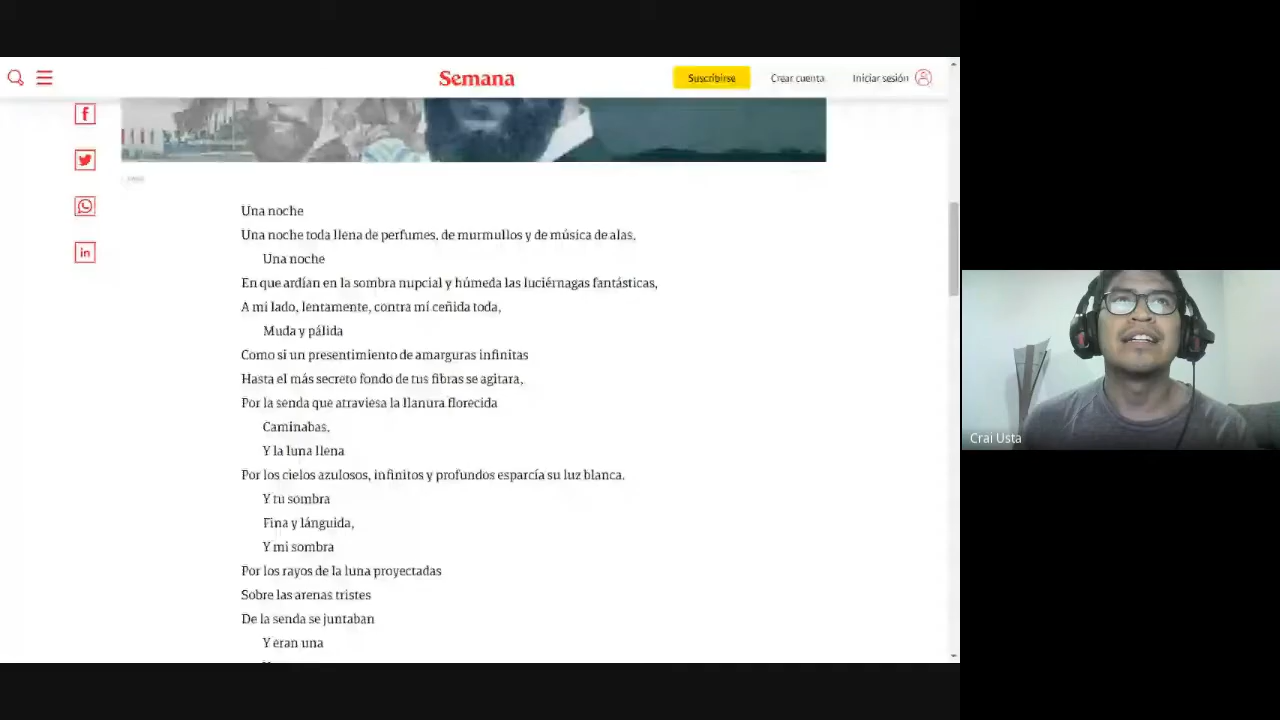 Semana
Suscribirse
Crear cuenta
Iniciar sesión
Una noche
Una noche toda llena de perfumes, de murmullos y de música de alas,
Una noche
En que ardían en la sombra nupcial y húmeda las luciérnagas fantásticas,
A mi lado, lentamente, contra mí ceñida toda,
Muda y pálida
Como si un presentimiento de amarguras infinitas
Hasta el más secreto fondo de tus fibras se agitara,
Por la senda que atraviesa la llanura florecida
Caminabas,
Y la luna llena
Por los cielos azulosos, infinitos y profundos esparcía su luz blanca.
Y tu sombra
Fina y lánguida,
Y mi sombra
Por los rayos de la luna proyectadas
Sobre las arenas tristes
De la senda se juntaban
Y eran una
Crai Usta